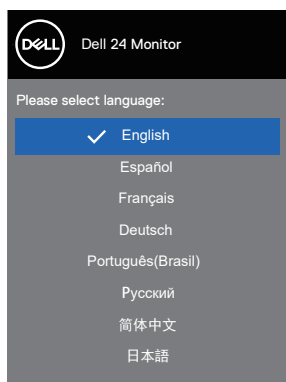 DELL
Dell 24 Monitor
Please select language:
English
Español
Français
Deutsch
Português(Brasil)
Русский
简体中文
日本語